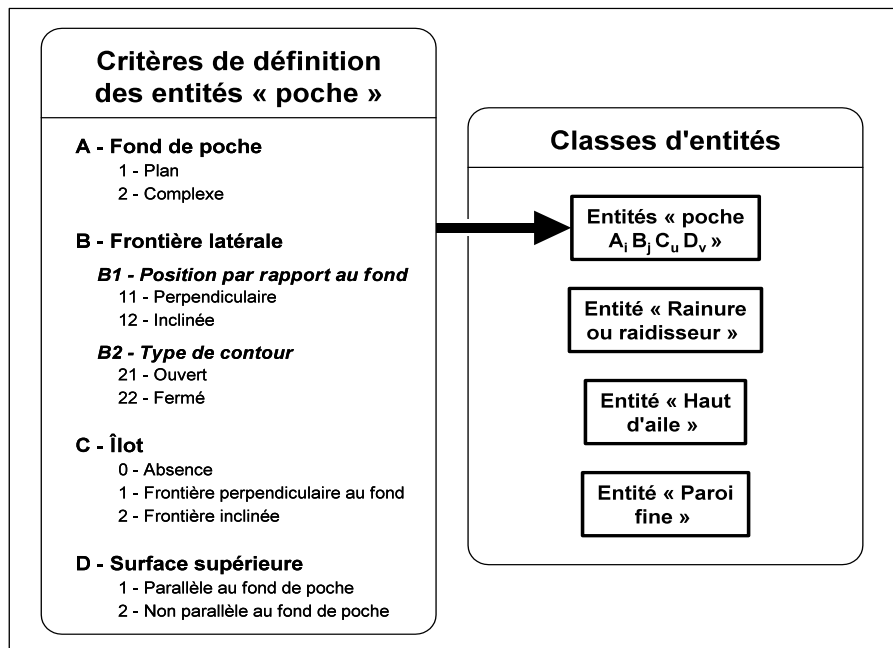 Critères de définition
des entités « poche »
A - Fond de poche
1 - Plan
2 - Complexe
B - Frontière latérale
B1 - Position par rapport au fond
11 - Perpendiculaire
12 - Inclinée
B2 - Type de contour
21 - Ouvert
22 - Fermé
C - Îlot
0 - Absence
1 - Frontière perpendiculaire au fond
2 - Frontière inclinée
D - Surface supérieure
1 - Parallèle au fond de poche
2 - Non parallèle au fond de poche
Classes d'entités
Entités « poche
Ai Bj Cu Dv »
Entité « Rainure
ou raidisseur »
Entité « Haut
d'aile »
Entité « Paroi
fine »